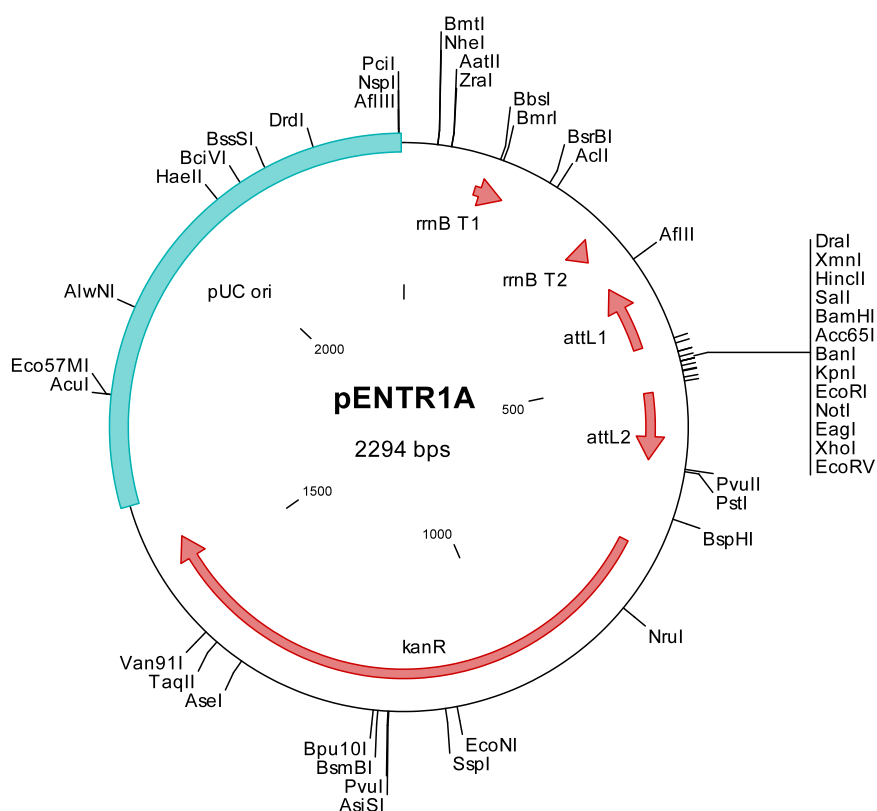 BmtI
NheI
AatII
ZraI
PciI
NspI
AflIII
BbsI
BmrI
DrdI
BssSI
BciVI
HaeII
BsrBI
AclI
rrnB T1
AflII
rrnB T2
pUC ori
AlwNI
attL1
2000
DraI
XmnI
HincII
SalI
BamHI
Acc65I
BanI
KpnI
EcoRI
NotI
EagI
XhoI
EcoRV
Eco57MI
AcuI
pENTR1A
500
2294 bps
attL2
PvuII
PstI
1500
1000
BspHI
NruI
kanR
Van91I
TaqII
AseI
Bpu10I
BsmBI
PvuI
AsiSI
EcoNI
SspI